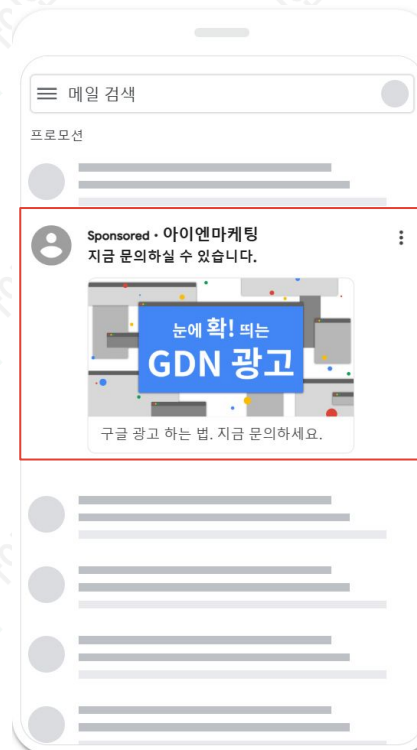 메일 검색
프로모션
Sponsored · 아이엔마케팅
지금 문의하실 수 있습니다.
눈에 확! 띄는
GDN 광고
구글 광고 하는 법. 지금 문의하세요.